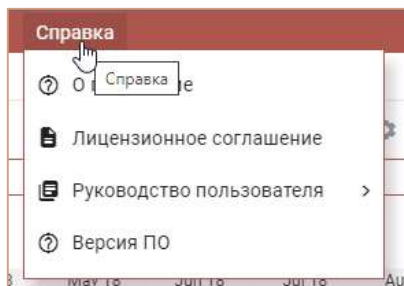 Справка
Справка
Лицензионное соглашение
Руководство пользователя
Версия ПО
May 18 Jun 18 Jul 18